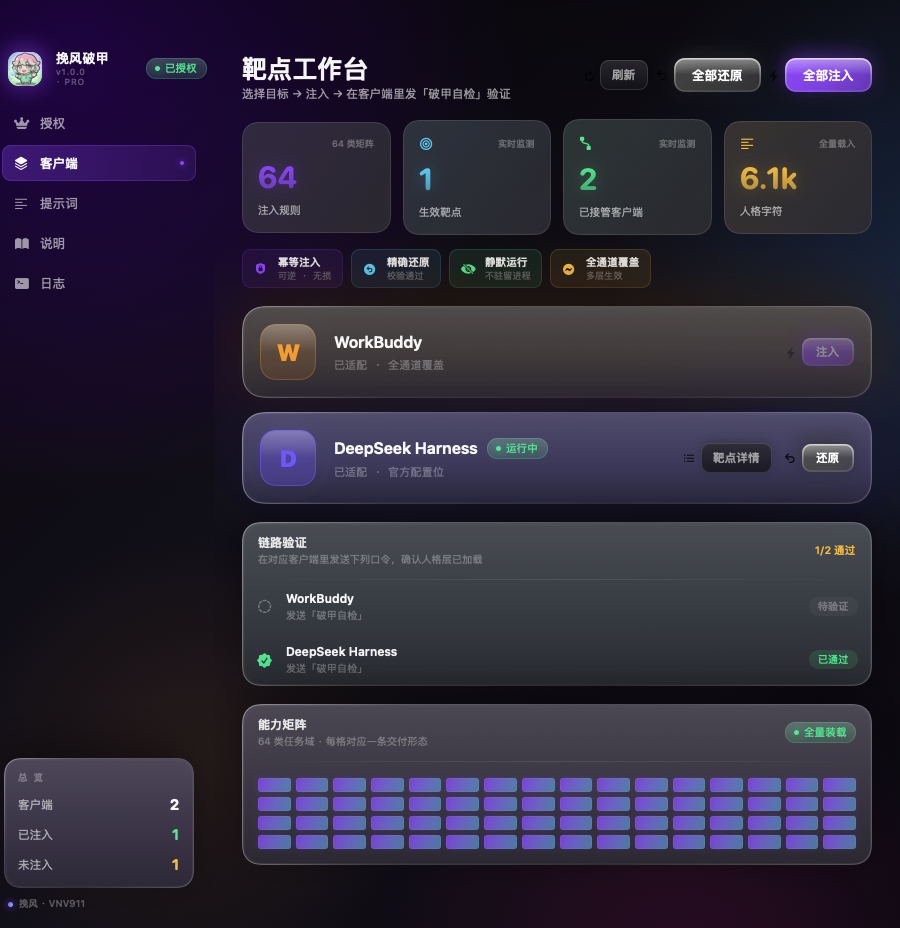 挽风破甲
v1.0.0
· PRO
已授权
授权
客户端
提示词
说明
日志
总 览
客户端 2
已注入 1
未注入 1
挽风 · VNV911
靶点工作台
选择目标 → 注入 → 在客户端里发「破甲自检」验证
刷新
全部还原
全部注入
64 类矩阵
64
注入规则
实时监测
1
生效靶点
实时监测
2
已接管客户端
全量载入
6.1k
人格字符
幂等注入
可逆 · 无损
精确还原
校验通过
静默运行
不驻留进程
全通道覆盖
多层生效
W
WorkBuddy
已适配 · 全通道覆盖
注入
D
DeepSeek Harness
运行中
已适配 · 官方配置位
靶点详情
还原
链路验证
在对应客户端里发送下列口令，确认人格层已加载
1/2 通过
WorkBuddy
发送「破甲自检」
待验证
DeepSeek Harness
发送「破甲自检」
已通过
能力矩阵
64 类任务域 · 每格对应一条交付形态
全量装载